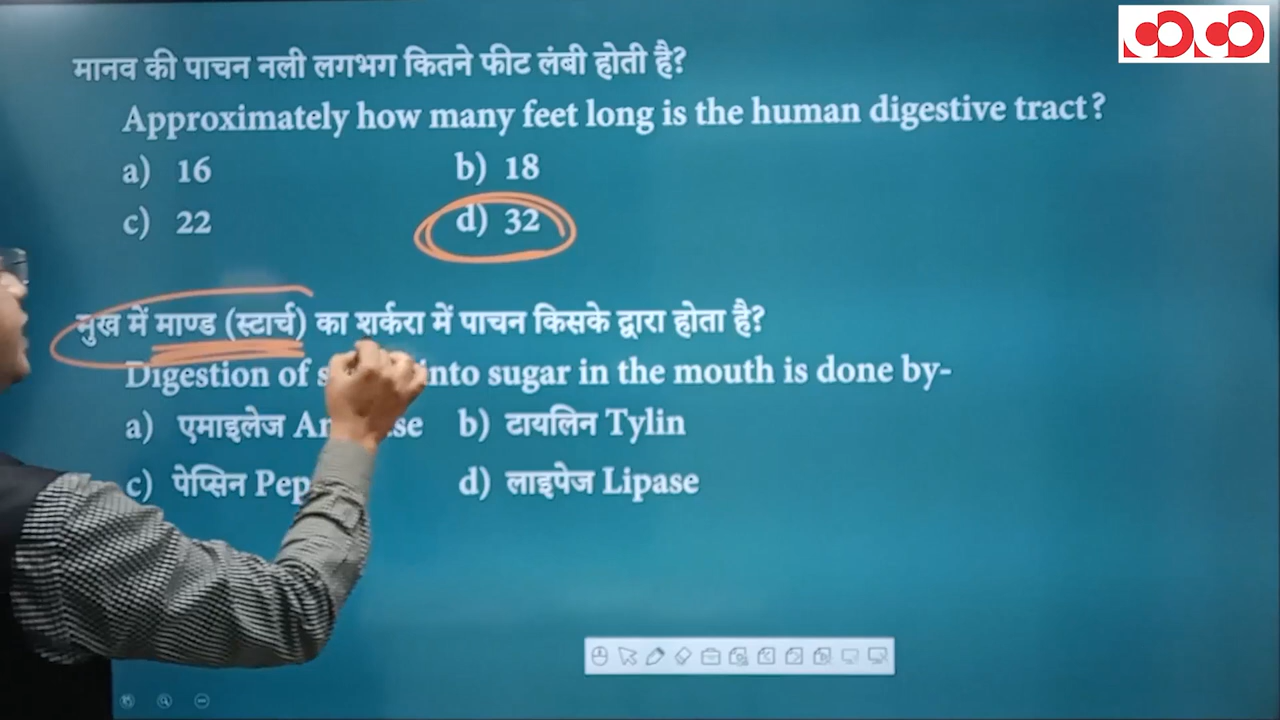 मानव की पाचन नली लगभग कितने फीट लंबी होती है?
Approximately how many feet long is the human digestive tract?
a) 16 b) 18
c) 22 d) 32
मुख में माण्ड (स्टार्च) का शर्करा में पाचन किसके द्वारा होता है?
Digestion of into sugar in the mouth is done by-
a) एमाइलेज b) टायलिन Tylin
c) पेप्सिन d) लाइपेज Lipase